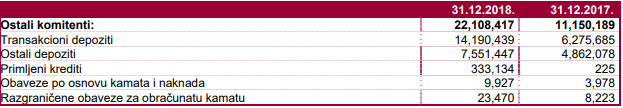 31.12.2018. 31.12.2017.
Ostali komitenti: 22,108,417 11,150,189
Transakcioni depoziti 14,190,439 6,275,685
Ostali depoziti 7,551,447 4,862,078
Primljeni krediti 333,134 225
Obaveze po osnovu kamata i naknada 9,927 3,978
Razgraničene obaveze za obračunatu kamatu 23,470 8,223